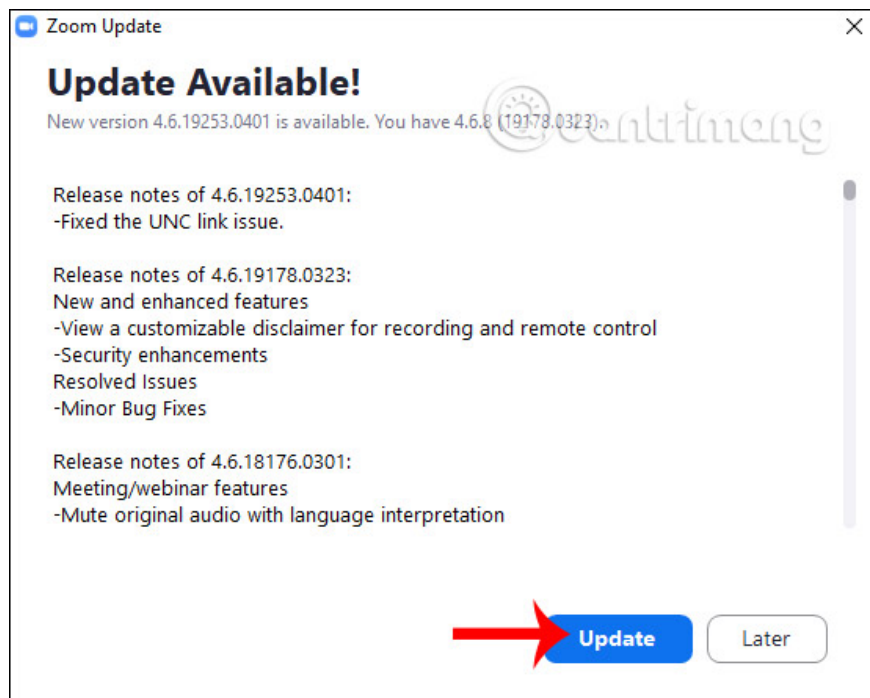 Zoom Update
Update Available!
New version 4.6.19253.0401 is available. You have 4.6.8 (19178.0323).
@uantrimang
Release notes of 4.6.19253.0401:
-Fixed the UNC link issue.
Release notes of 4.6.19178.0323:
New and enhanced features
-View a customizable disclaimer for recording and remote control
-Security enhancements
Resolved Issues
-Minor Bug Fixes
Release notes of 4.6.18176.0301:
Meeting/webinar features
-Mute original audio with language interpretation
Update
Later